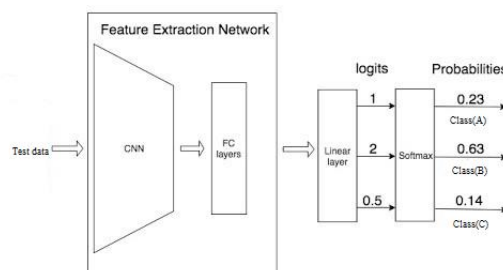 Feature Extraction Network
logits
Probabilities
Test data
CNN
FC
layers
Linear
layer
1
2
0.5
Softmax
0.23
Class(A)
0.63
Class(B)
0.14
Class(C)